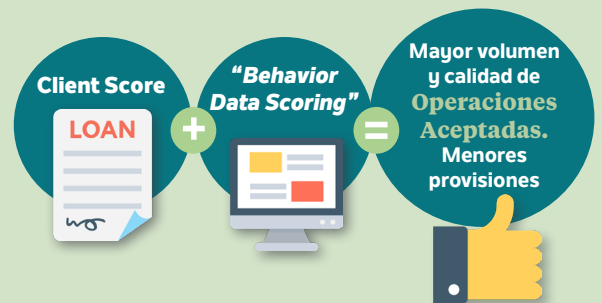 Client Score
LOAN
+
“Behavior
Data Scoring”
=
Mayor volumen
y calidad de
Operaciones
Aceptadas.
Menores
provisiones